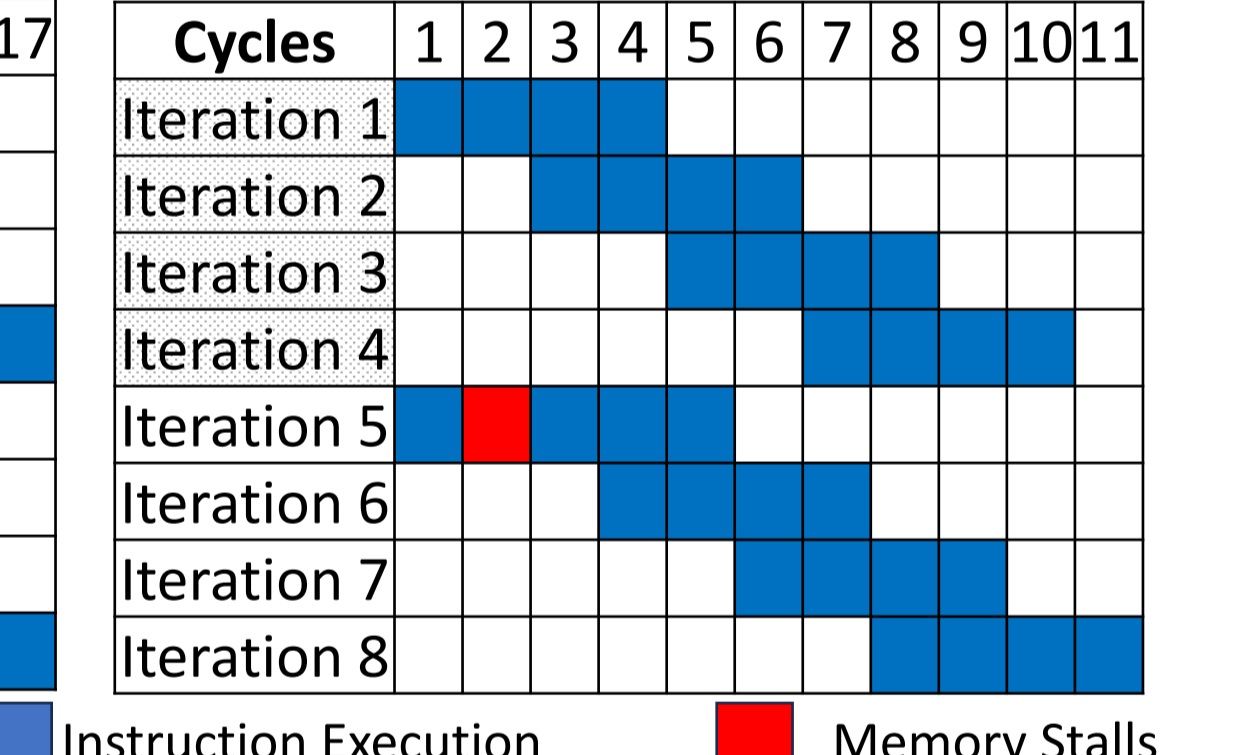 17
Cycles 1 2 3 4 5 6 7 8 9 10 11
Iteration 1
Iteration 2
Iteration 3
Iteration 4
Iteration 5
Iteration 6
Iteration 7
Iteration 8
Instruction Execution Memory Stalls